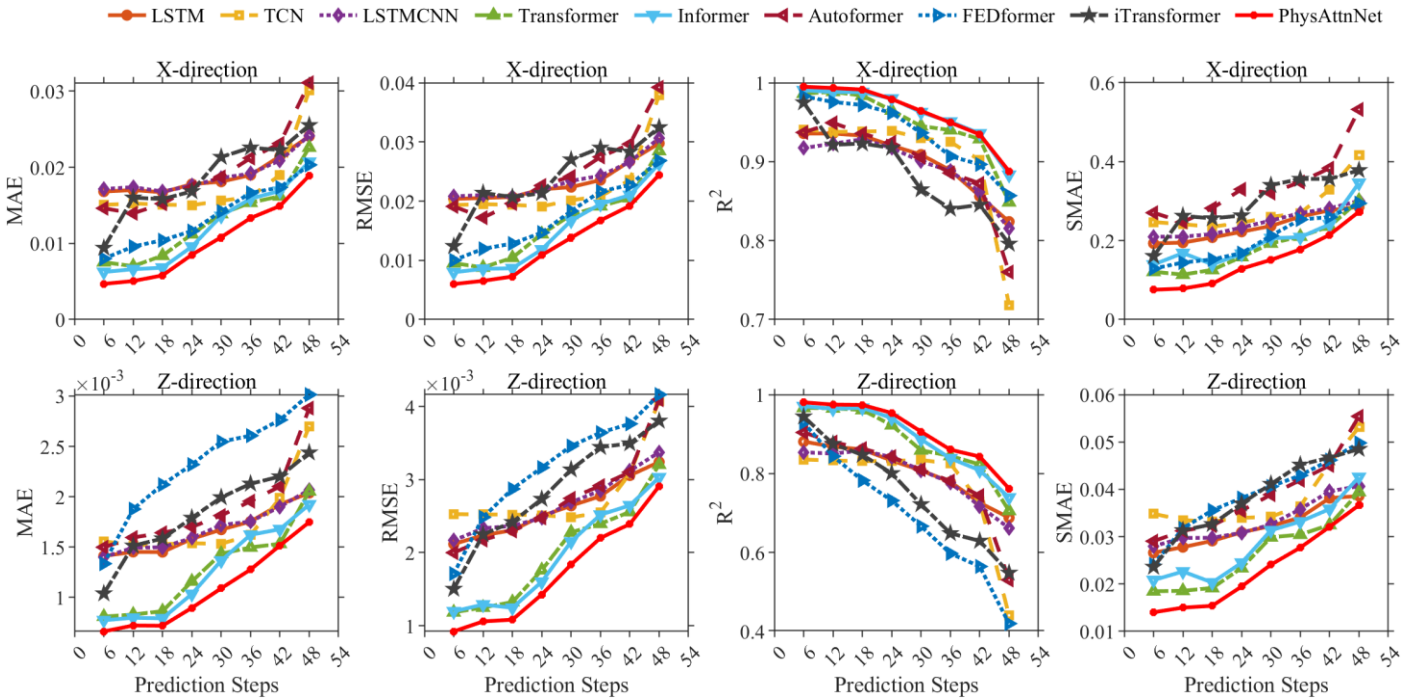 LSTM TCN LSTMCNN Transformer Informer Autoformer FEDformer iTransformer PhysAttnNet
X-direction X-direction X-direction X-direction
MAE
0.03
0.02
0.01
0
0 6 12 18 24 30 36 42 48 54
RMSE
0.04
0.03
0.02
0.01
0
0 6 12 18 24 30 36 42 48 54
R²
1
0.9
0.8
0.7
0 6 12 18 24 30 36 42 48 54
SMAE
0.6
0.4
0.2
0
0 6 12 18 24 30 36 42 48 54
Z-direction Z-direction Z-direction Z-direction
×10⁻³
MAE
3
2.5
2
1.5
1
0 6 12 18 24 30 36 42 48 54
Prediction Steps
×10⁻³
RMSE
4
3
2
1
0 6 12 18 24 30 36 42 48 54
Prediction Steps
R²
1
0.8
0.6
0.4
0 6 12 18 24 30 36 42 48 54
Prediction Steps
SMAE
0.06
0.05
0.04
0.03
0.02
0.01
0 6 12 18 24 30 36 42 48 54
Prediction Steps